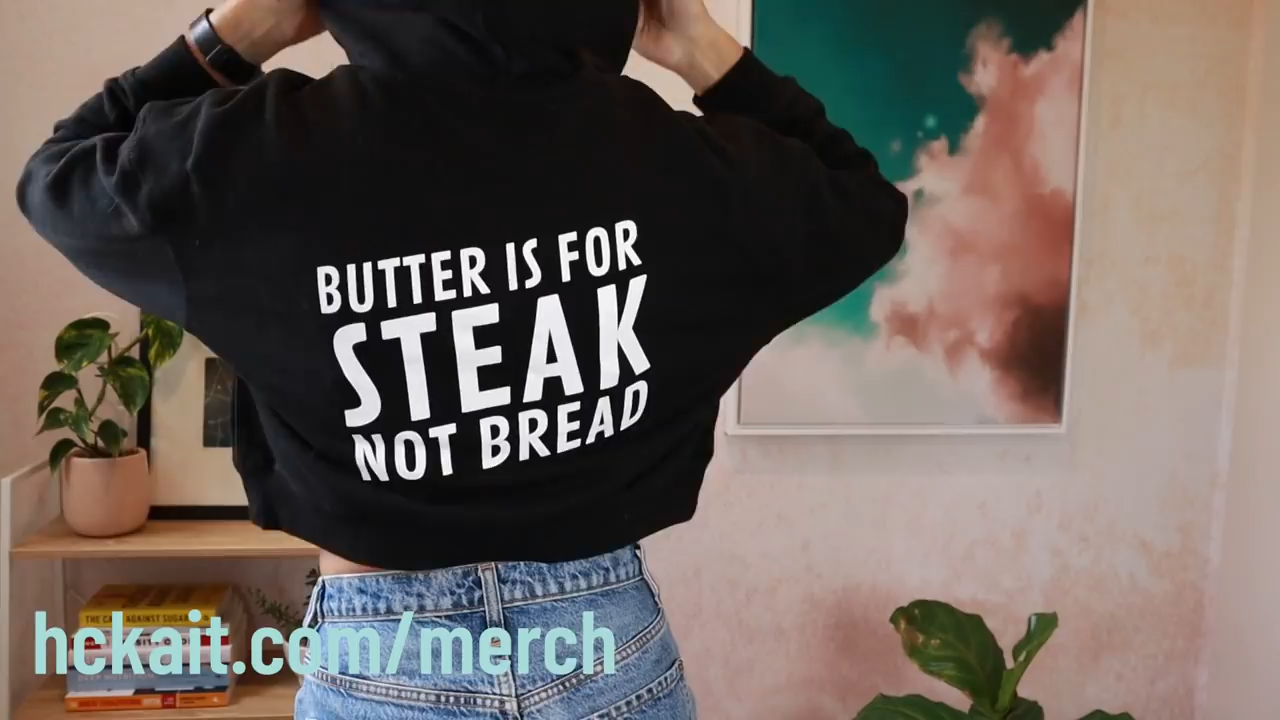 BUTTER IS FOR
STEAK
NOT BREAD
THE CASE AGAINST SUGAR
hckait.com/merch